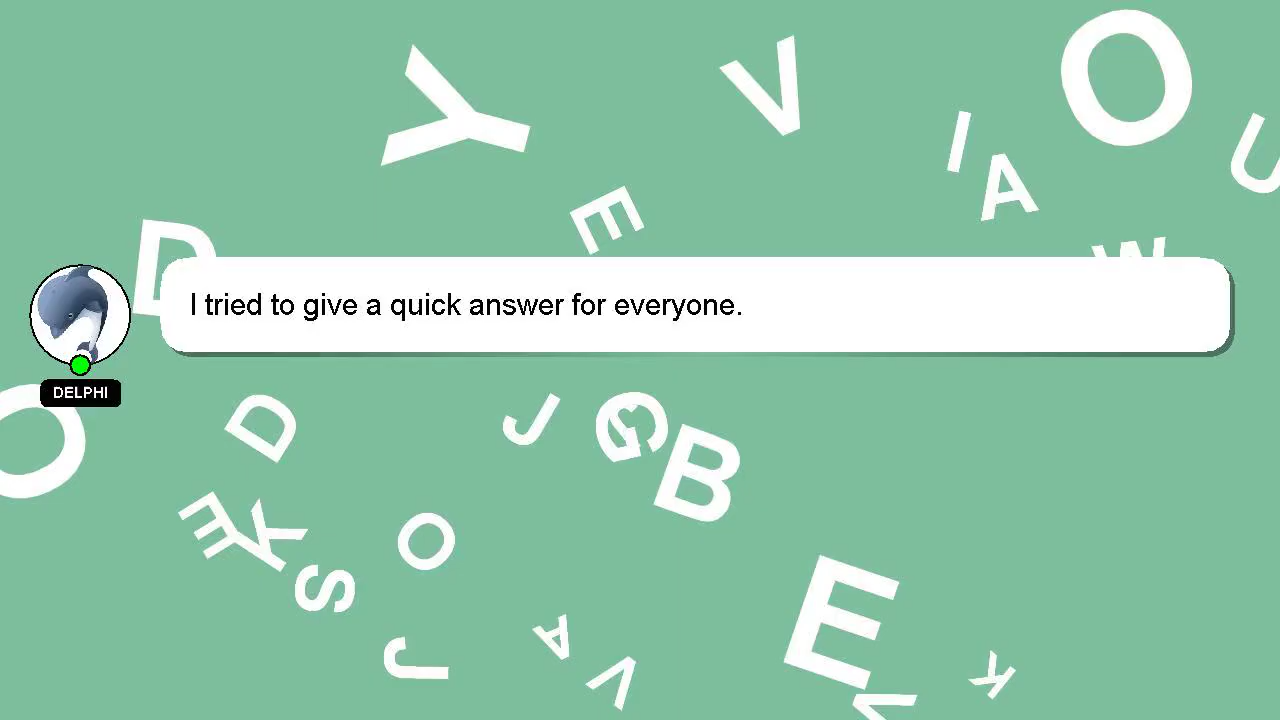 Y
V
O
I
A
U
E
D
W
I tried to give a quick answer for everyone.
DELPHI
O
D
J
G
B
E
K
O
S
E
J
A
V
K
V